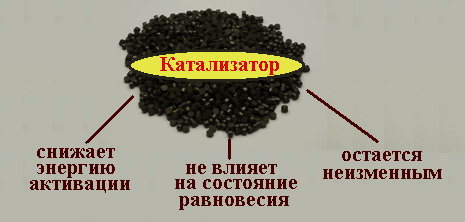 Катализатор
снижает
энергию
активации
не влияет
на состояние
равновесия
остается
неизменным